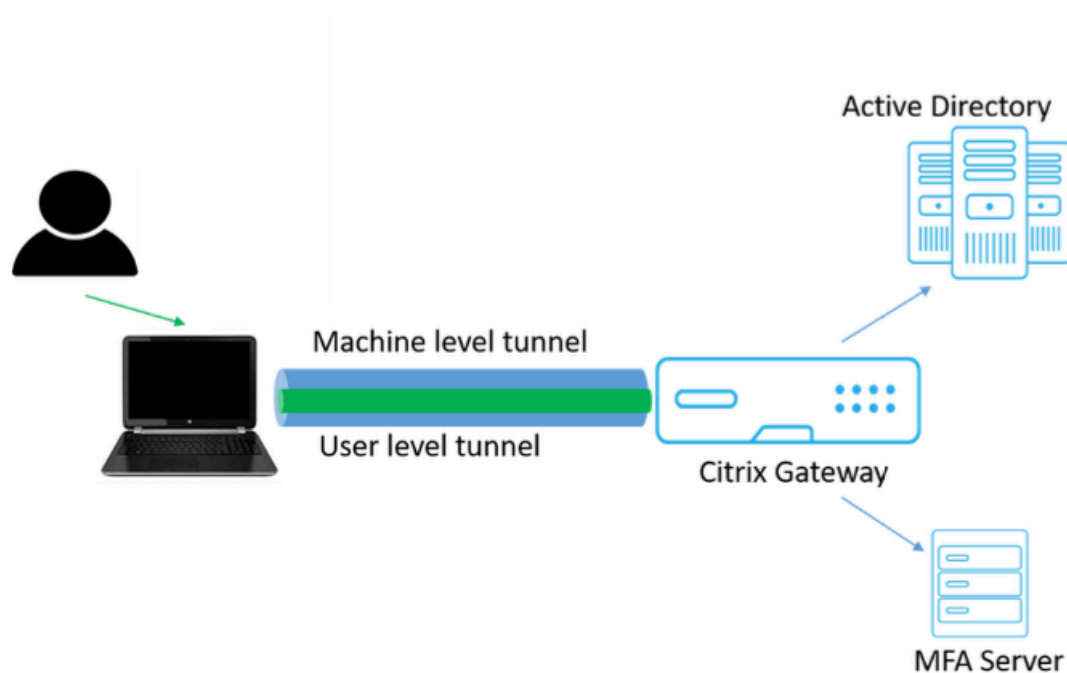 Active Directory
Machine level tunnel
User level tunnel
Citrix Gateway
MFA Server